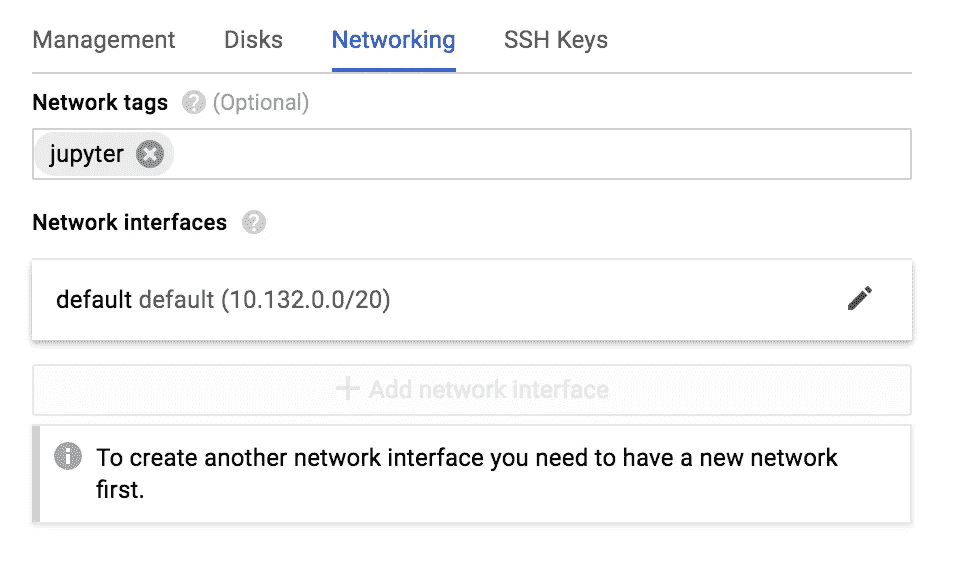 Management Disks Networking SSH Keys
Network tags ? (Optional)
jupyter
Network interfaces ?
default default (10.132.0.0/20)
+ Add network interface
To create another network interface you need to have a new network
first.